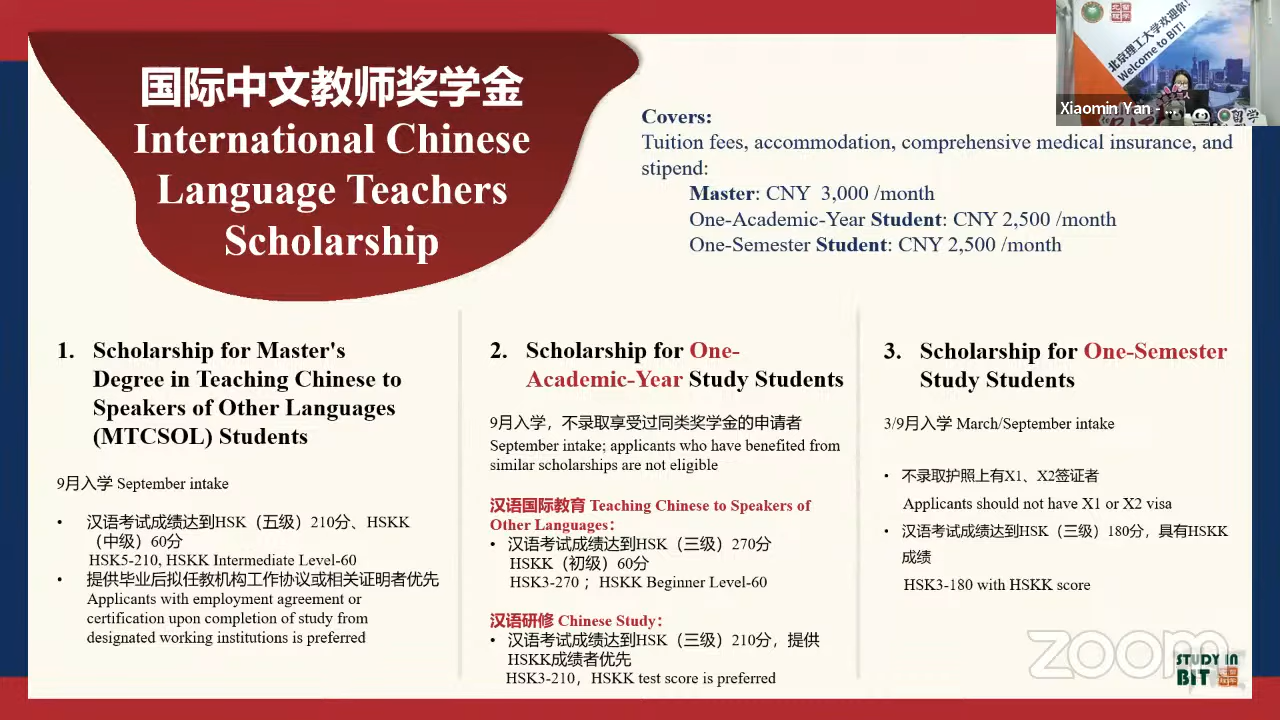 国际中文教师奖学金
International Chinese
Language Teachers
Scholarship
Covers:
Tuition fees, accommodation, comprehensive medical insurance, and
stipend:
Master: CNY 3,000 /month
One-Academic-Year Student: CNY 2,500 /month
One-Semester Student: CNY 2,500 /month
北京理工大学欢迎你!
Welcome to BIT!
Xiaomin Yan - ...
1. Scholarship for Master's
Degree in Teaching Chinese to
Speakers of Other Languages
(MTCSOL) Students
9月入学 September intake
• 汉语考试成绩达到HSK（五级）210分、HSKK
（中级）60分
HSK5-210, HSKK Intermediate Level-60
• 提供毕业后拟任教机构工作协议或相关证明者优先
Applicants with employment agreement or
certification upon completion of study from
designated working institutions is preferred
2. Scholarship for One-
Academic-Year Study Students
9月入学，不录取享受过同类奖学金的申请者
September intake; applicants who have benefited from
similar scholarships are not eligible
汉语国际教育 Teaching Chinese to Speakers of
Other Languages：
• 汉语考试成绩达到HSK（三级）270分
HSKK（初级）60分
HSK3-270； HSKK Beginner Level-60
汉语研修 Chinese Study：
• 汉语考试成绩达到HSK（三级）210分，提供
HSKK成绩者优先
HSK3-210，HSKK test score is preferred
3. Scholarship for One-Semester
Study Students
3/9月入学 March/September intake
• 不录取护照上有X1、X2签证者
Applicants should not have X1 or X2 visa
• 汉语考试成绩达到HSK（三级）180分，具有HSKK
成绩
HSK3-180 with HSKK score
zoom
STUDY IN
BIT